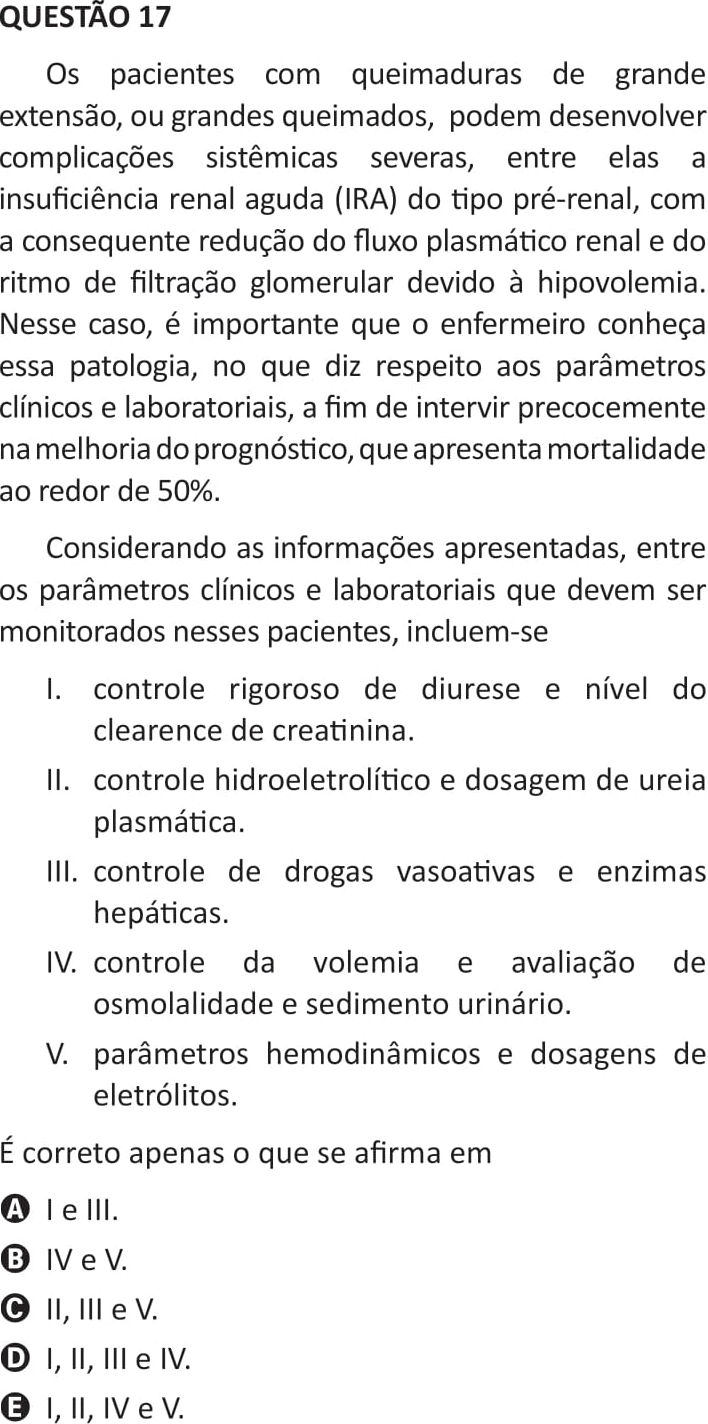 QUESTÃO 17
Os pacientes com queimaduras de grande
extensão, ou grandes queimados, podem desenvolver
complicações sistêmicas severas, entre elas a
insuficiência renal aguda (IRA) do tipo pré-renal, com
a consequente redução do fluxo plasmático renal e do
ritmo de filtração glomerular devido à hipovolemia.
Nesse caso, é importante que o enfermeiro conheça
essa patologia, no que diz respeito aos parâmetros
clínicos e laboratoriais, a fim de intervir precocemente
na melhoria do prognóstico, que apresenta mortalidade
ao redor de 50%.
Considerando as informações apresentadas, entre
os parâmetros clínicos e laboratoriais que devem ser
monitorados nesses pacientes, incluem-se
I. controle rigoroso de diurese e nível do
clearence de creatinina.
II. controle hidroeletrolítico e dosagem de ureia
plasmática.
III. controle de drogas vasoativas e enzimas
hepáticas.
IV. controle da volemia e avaliação de
osmolalidade e sedimento urinário.
V. parâmetros hemodinâmicos e dosagens de
eletrólitos.
É correto apenas o que se afirma em
A I e III.
B IV e V.
C II, III e V.
D I, II, III e IV.
E I, II, IV e V.